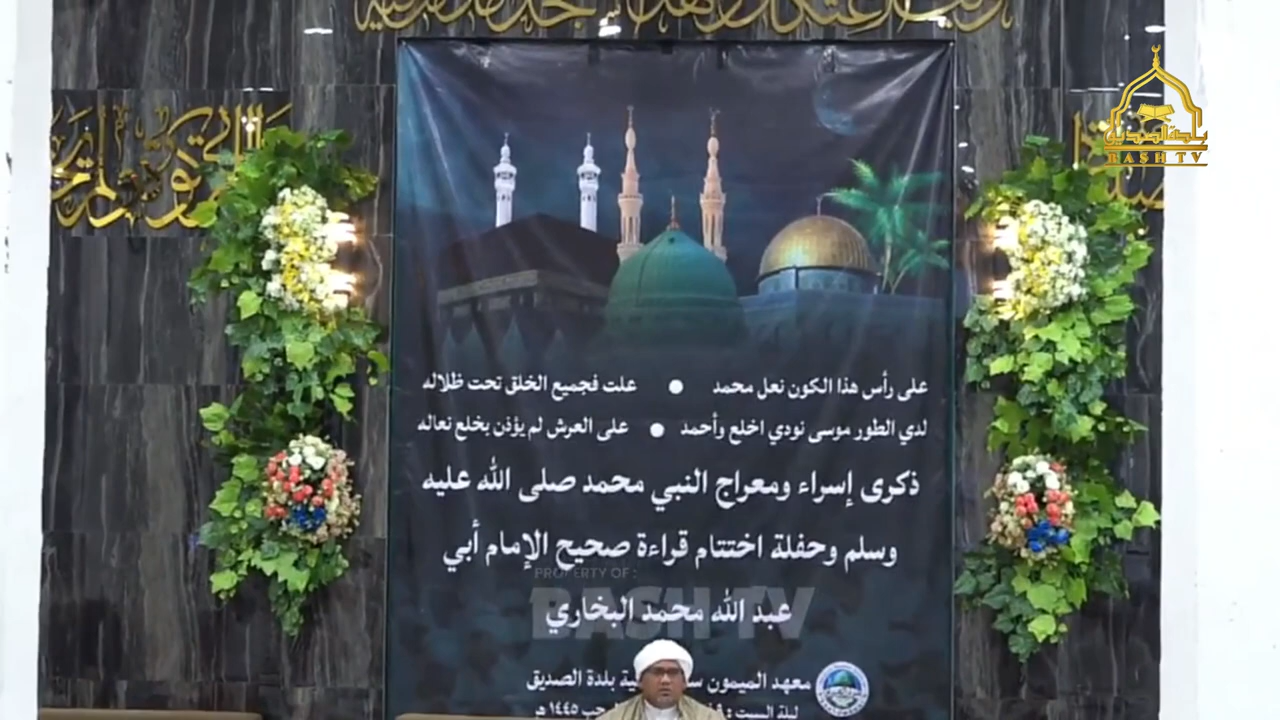 بلدة الصديق
BASH TV
على رأس هذا الكون نعل محمد ● علت فجميع الخلق تحت ظلاله
لدي الطور موسى نودي اخلع وأحمد ● على العرش لم يؤذن بخلع نعاله
ذكرى إسراء ومعراج النبي محمد صلى الله عليه
وسلم وحفلة اختتام قراءة صحيح الإمام أبي
PROPERTY OF :
BASH TV
عبد الله محمد البخاري
معهد الميمون بلدة الصديق
ليلة السبت ١٤٤٥ هـ